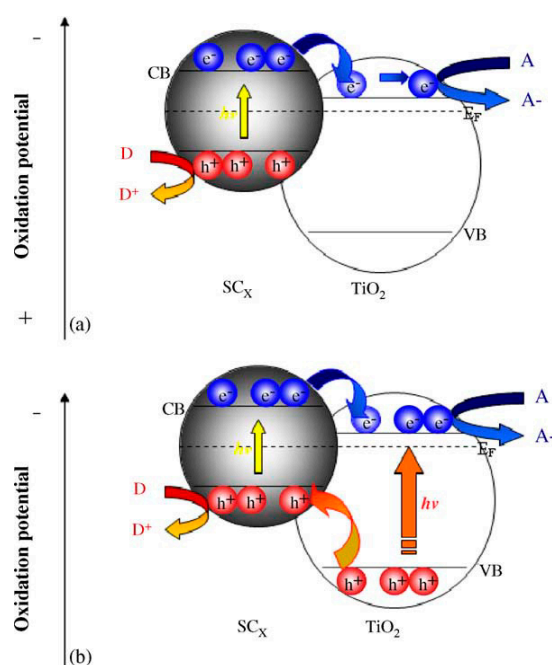 -
e- e- e-
CB
e- e-
A
A-
hν
EF
D
h+ h+ h+
D+
VB
Oxidation potential
+
(a)
SCX
TiO2
-
e- e- e-
CB
e- e- e-
A
A-
hν
EF
D
h+ h+ h+
hν
D+
VB
h+ h+ h+
Oxidation potential
SCX
TiO2
(b)